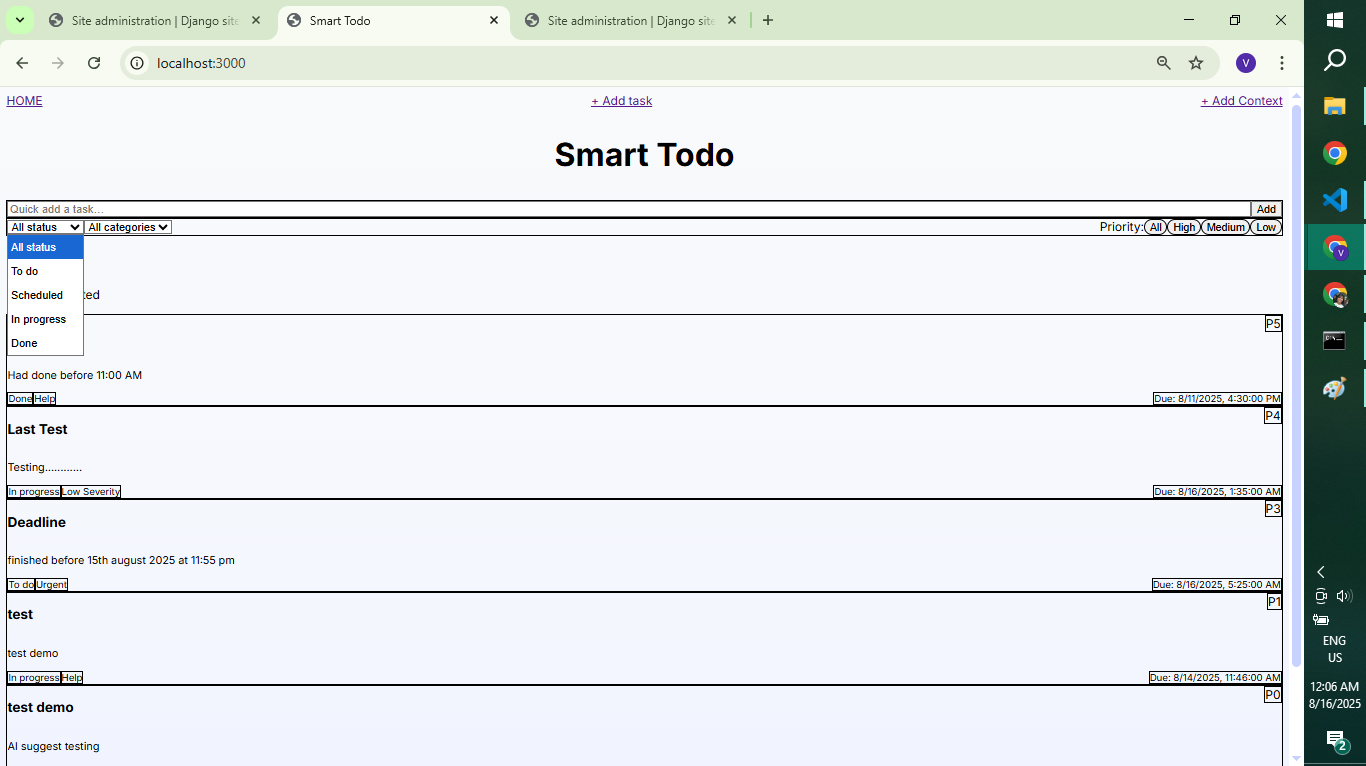 Site administration | Django site
Smart Todo
Site administration | Django site
localhost:3000
V
HOME
+ Add task
+ Add Context
Smart Todo
Quick add a task...
Add
All status
All categories
Priority:
All
High
Medium
Low
All status
To do
Scheduled
In progress
Done
ted
P5
Had done before 11:00 AM
Done
Help
Due: 8/11/2025, 4:30:00 PM
P4
Last Test
Testing............
In progress
Low Severity
Due: 8/16/2025, 1:35:00 AM
P3
Deadline
finished before 15th august 2025 at 11:55 pm
To do
Urgent
Due: 8/16/2025, 5:25:00 AM
P1
test
test demo
In progress
Help
Due: 8/14/2025, 11:46:00 AM
P0
test demo
AI suggest testing
V
ENG
US
12:06 AM
8/16/2025
2